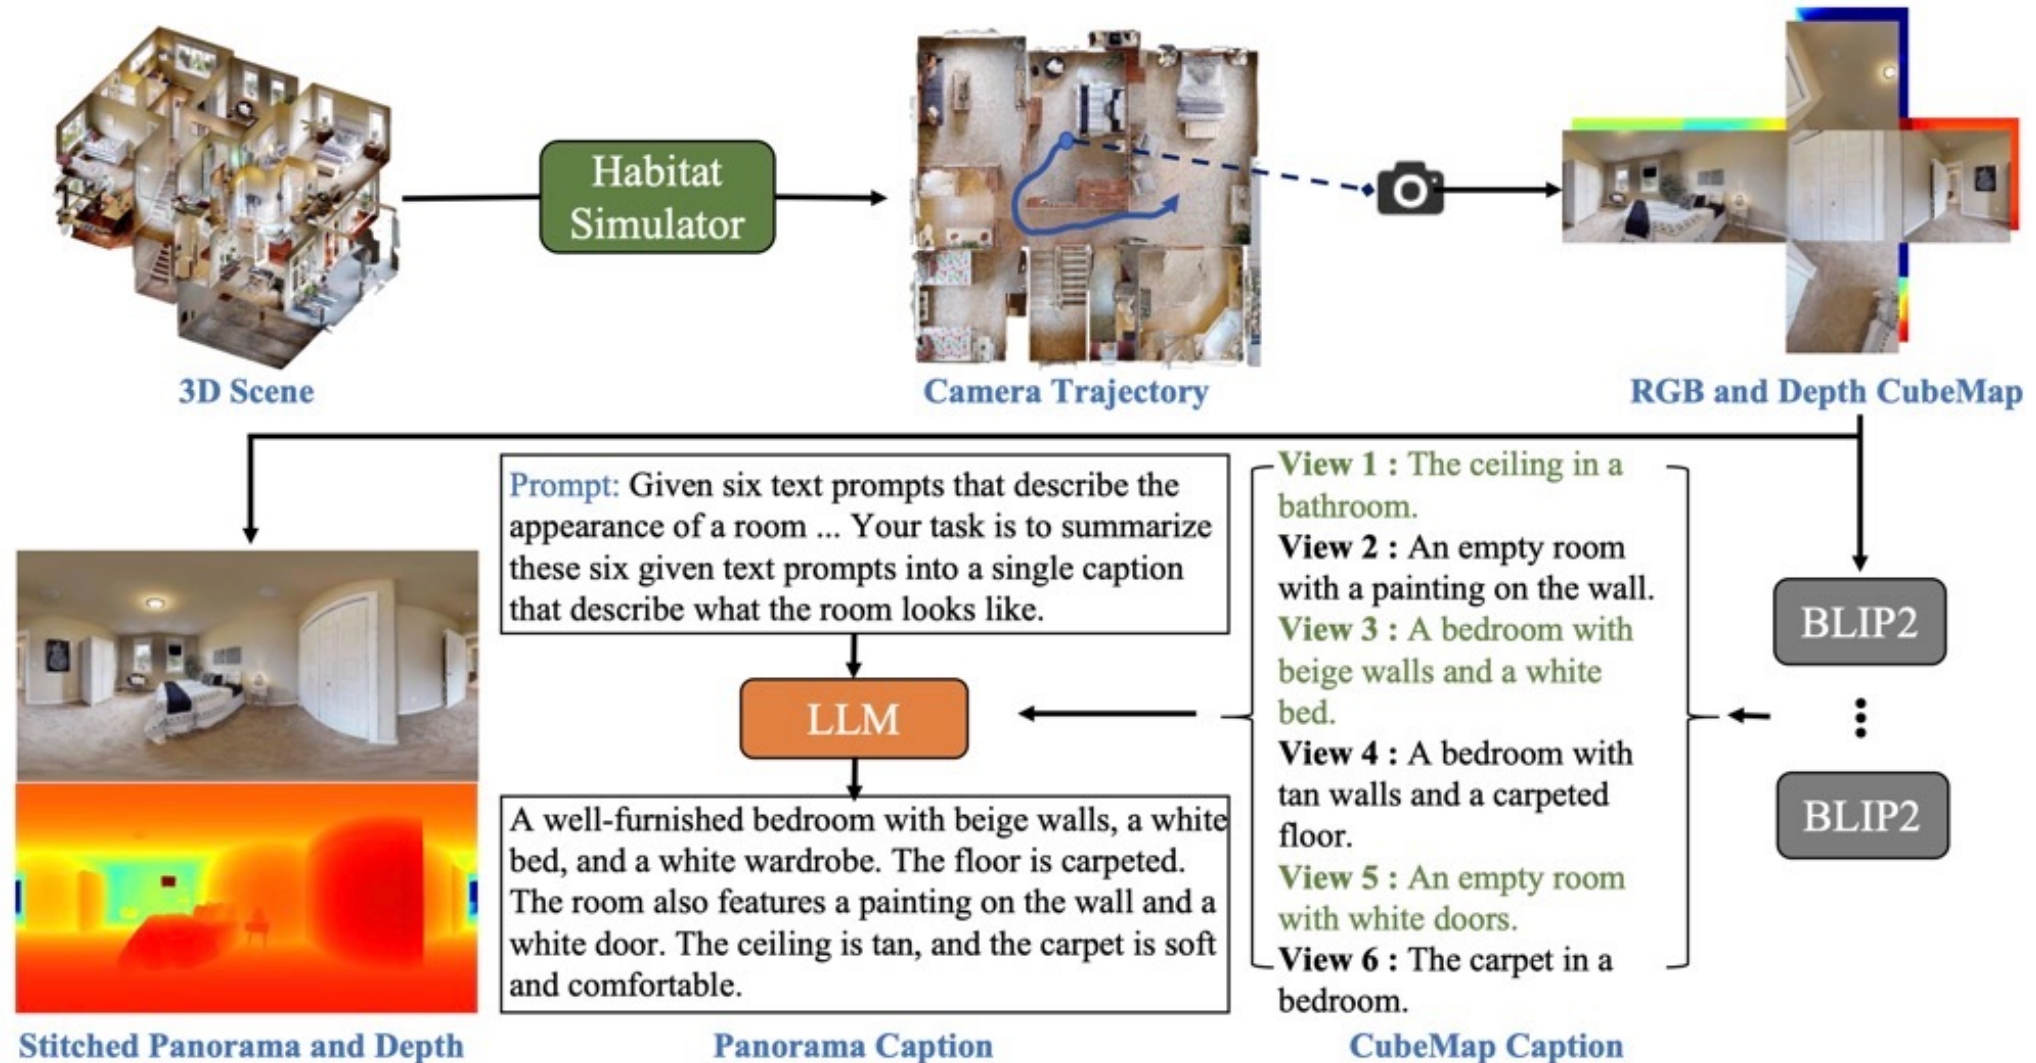 Habitat
Simulator
3D Scene
Camera Trajectory
RGB and Depth CubeMap
Prompt: Given six text prompts that describe the
appearance of a room ... Your task is to summarize
these six given text prompts into a single caption
that describe what the room looks like.
LLM
A well-furnished bedroom with beige walls, a white
bed, and a white wardrobe. The floor is carpeted.
The room also features a painting on the wall and a
white door. The ceiling is tan, and the carpet is soft
and comfortable.
View 1 : The ceiling in a
bathroom.
View 2 : An empty room
with a painting on the wall.
View 3 : A bedroom with
beige walls and a white
bed.
View 4 : A bedroom with
tan walls and a carpeted
floor.
View 5 : An empty room
with white doors.
View 6 : The carpet in a
bedroom.
BLIP2
BLIP2
Stitched Panorama and Depth
Panorama Caption
CubeMap Caption